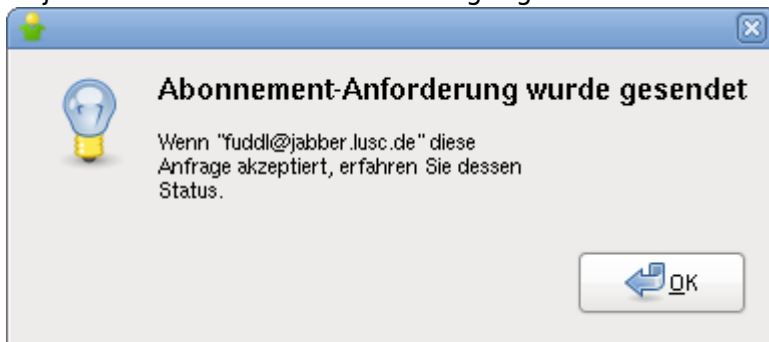 Abonnement-Anforderung wurde gesendet
Wenn "fuddl@jabber.lusc.de" diese
Anfrage akzeptiert, erfahren Sie dessen
Status.
OK